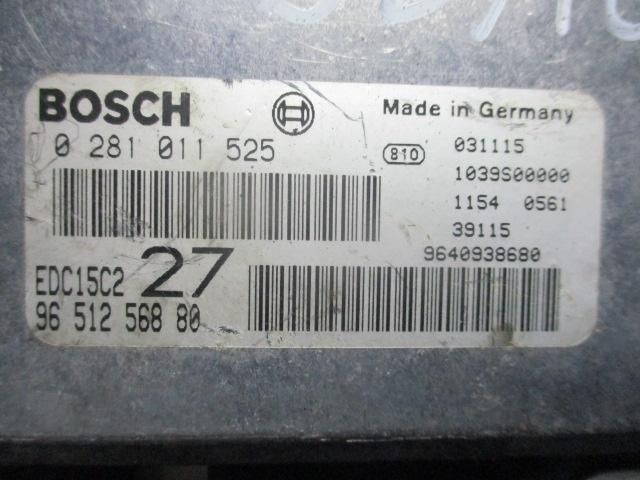 BOSCH
Made in Germany
0 281 011 525
810
031115
1039S00000
1154 0561
39115
9640938680
EDC15C2 27
96 512 568 80